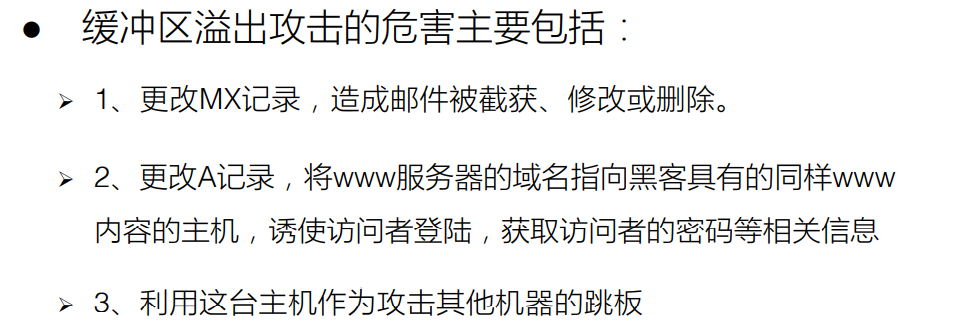 ● 缓冲区溢出攻击的危害主要包括：
➢ 1、更改MX记录，造成邮件被截获、修改或删除。
➢ 2、更改A记录，将www服务器的域名指向黑客具有的同样www
内容的主机，诱使访问者登陆，获取访问者的密码等相关信息
➢ 3、利用这台主机作为攻击其他机器的跳板